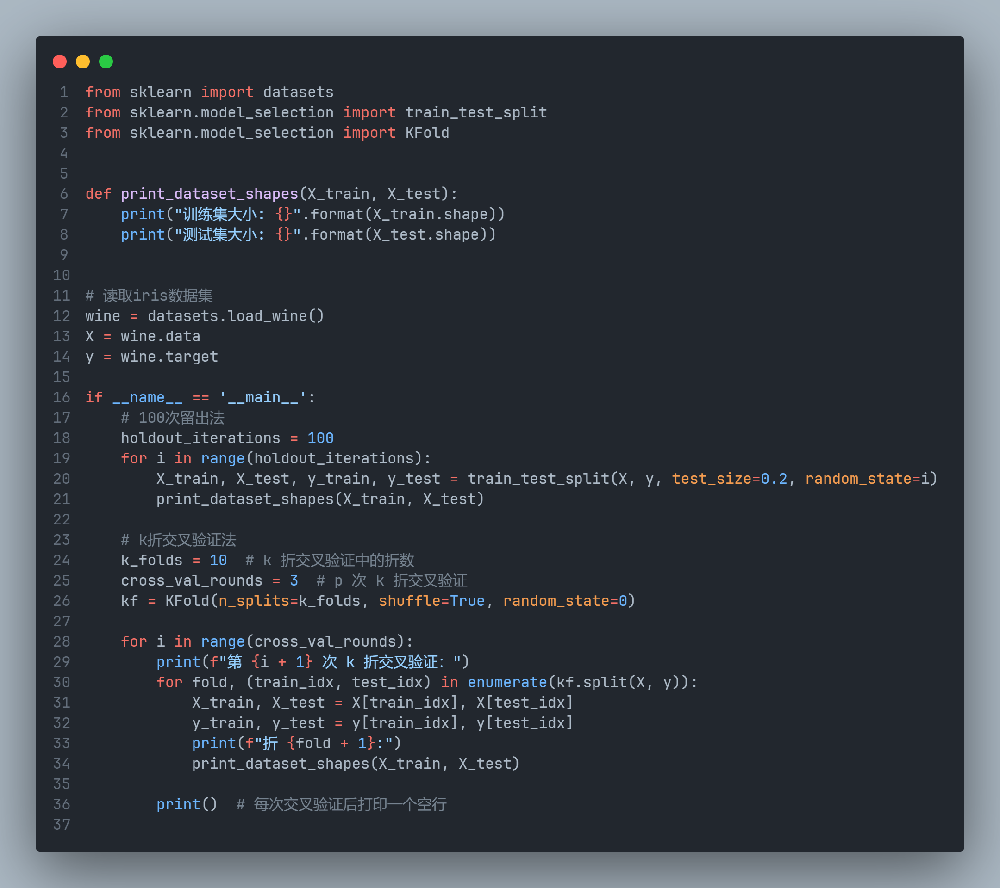 1 from sklearn import datasets
2 from sklearn.model_selection import train_test_split
3 from sklearn.model_selection import KFold
4
5
6 def print_dataset_shapes(X_train, X_test):
7     print("训练集大小: {}".format(X_train.shape))
8     print("测试集大小: {}".format(X_test.shape))
9
10
11 # 读取iris数据集
12 wine = datasets.load_wine()
13 X = wine.data
14 y = wine.target
15
16 if __name__ == '__main__':
17     # 100次留出法
18     holdout_iterations = 100
19     for i in range(holdout_iterations):
20         X_train, X_test, y_train, y_test = train_test_split(X, y, test_size=0.2, random_state=i)
21         print_dataset_shapes(X_train, X_test)
22
23     # k折交叉验证法
24     k_folds = 10  # k 折交叉验证中的折数
25     cross_val_rounds = 3  # p 次 k 折交叉验证
26     kf = KFold(n_splits=k_folds, shuffle=True, random_state=0)
27
28     for i in range(cross_val_rounds):
29         print(f"第 {i + 1} 次 k 折交叉验证：")
30         for fold, (train_idx, test_idx) in enumerate(kf.split(X, y)):
31             X_train, X_test = X[train_idx], X[test_idx]
32             y_train, y_test = y[train_idx], y[test_idx]
33             print(f"折 {fold + 1}:")
34             print_dataset_shapes(X_train, X_test)
35
36         print()  # 每次交叉验证后打印一个空行
37